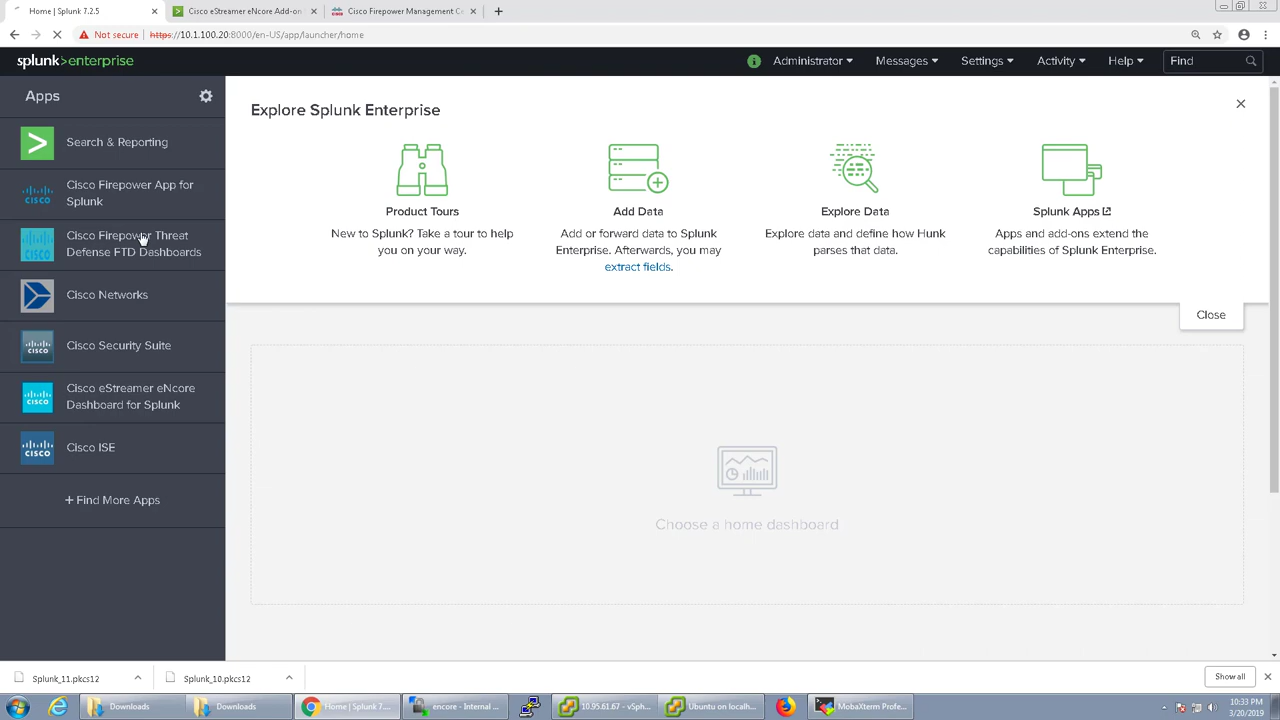 Home | Splunk 7.2.5
Cisco eStreamer eNcore Add-on
Cisco Firepower Management C
Not secure | https://10.1.100.20:8000/en-US/app/launcher/home
splunk>enterprise
i Administrator Messages Settings Activity Help Find
Apps
Search & Reporting
Cisco Firepower App for
Splunk
Cisco Firepower Threat
Defense FTD Dashboards
Cisco Networks
Cisco Security Suite
Cisco eStreamer eNcore
Dashboard for Splunk
Cisco ISE
+ Find More Apps
Explore Splunk Enterprise
Product Tours
New to Splunk? Take a tour to help
you on your way.
Add Data
Add or forward data to Splunk
Enterprise. Afterwards, you may
extract fields.
Explore Data
Explore data and define how Hunk
parses that data.
Splunk Apps
Apps and add-ons extend the
capabilities of Splunk Enterprise.
Close
Choose a home dashboard
Splunk_11.pkcs12
Splunk_10.pkcs12
Show all
Downloads
Downloads
Home | Splunk 7....
encore - Internal ...
10.95.61.67 - vSph...
Ubuntu on localh...
MobaXterm Profe...
10:33 PM
3/20/2019